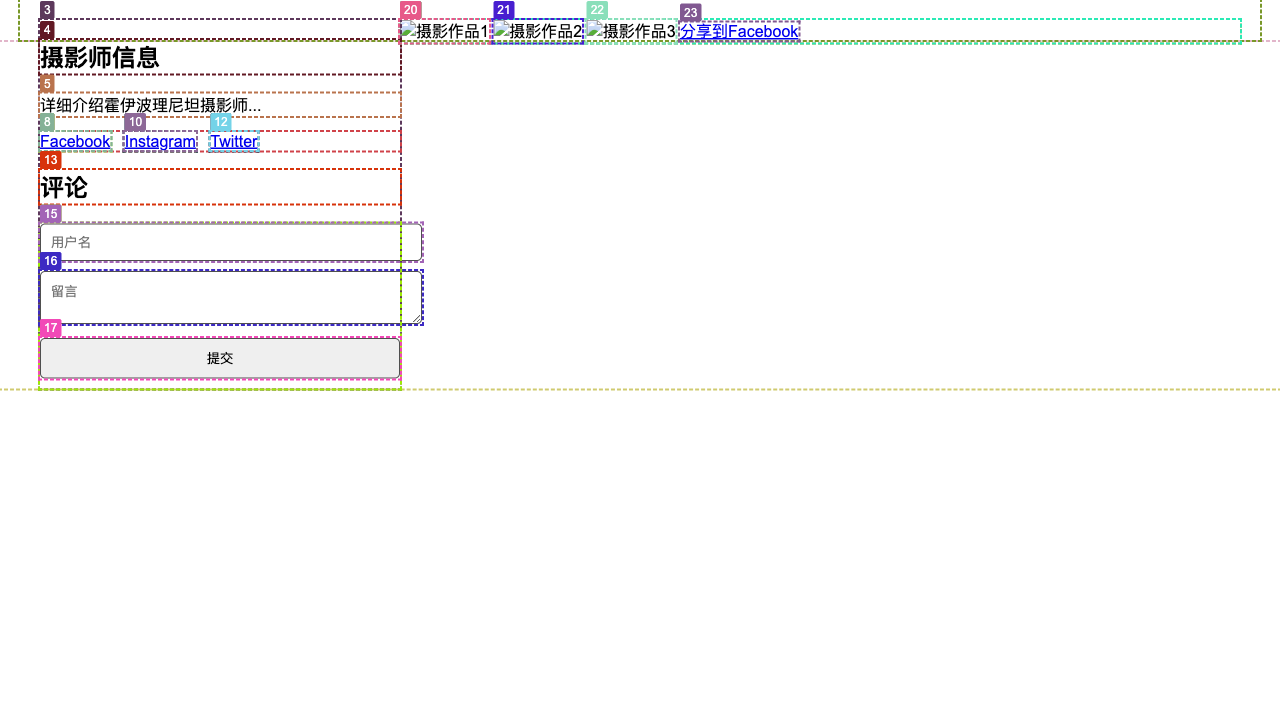 3
4
摄影师信息
5
详细介绍霍伊波理尼坦摄影师...
8 10 12
Facebook Instagram Twitter
13
评论
15
用户名
16
留言
17
提交
20 21 22 23
摄影作品1 摄影作品2 摄影作品3 分享到Facebook